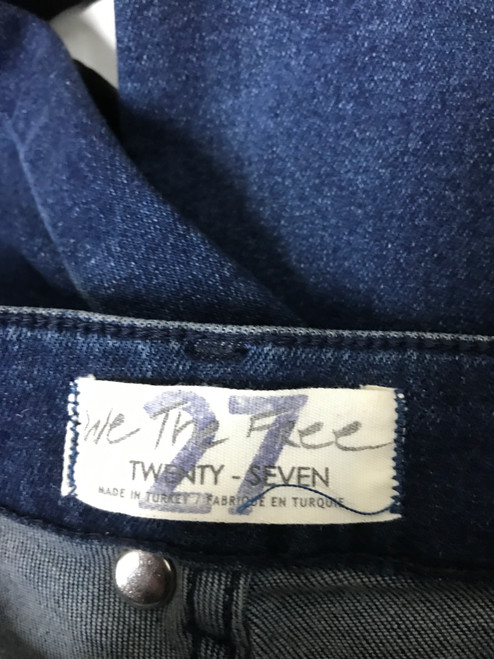 We The Free
27
TWENTY - SEVEN
MADE IN TURKEY / FABRIQUE EN TURQUIE